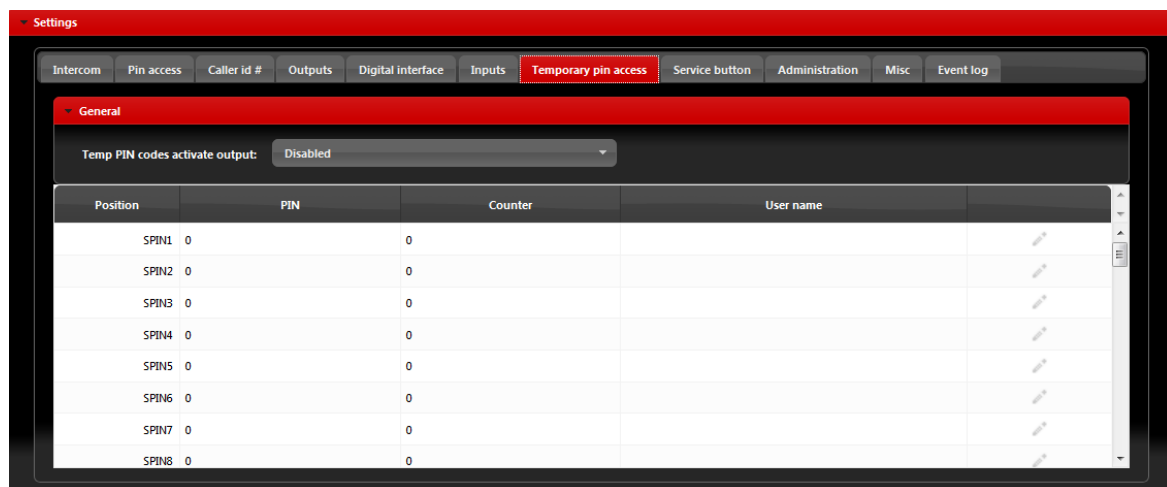 Settings
Intercom Pin access Caller id # Outputs Digital interface Inputs Temporary pin access Service button Administration Misc Event log
General
Temp PIN codes activate output: Disabled
Position PIN Counter User name
SPIN1 0 0
SPIN2 0 0
SPIN3 0 0
SPIN4 0 0
SPIN5 0 0
SPIN6 0 0
SPIN7 0 0
SPIN8 0 0